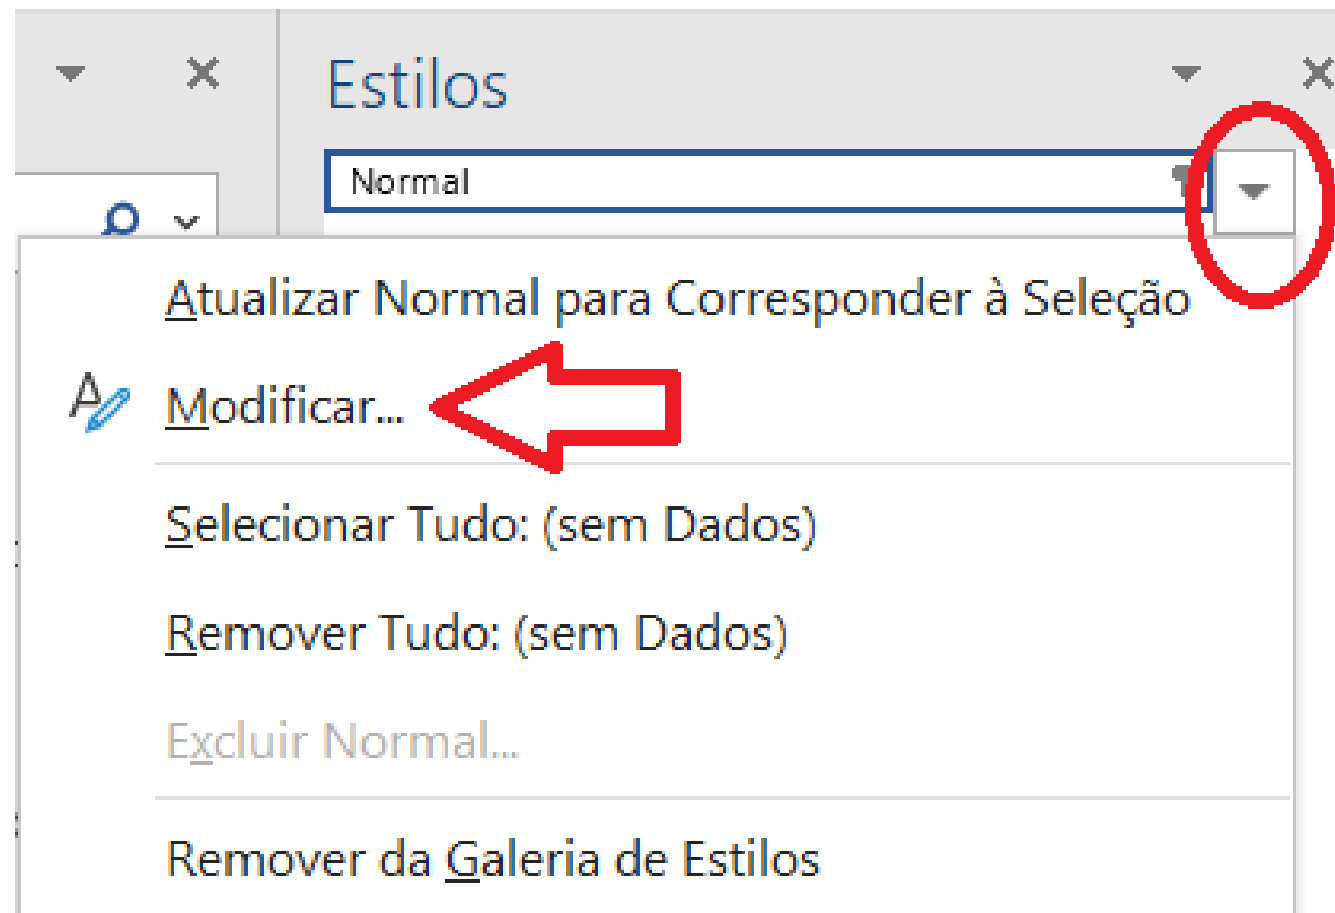 Estilos
Normal
Atualizar Normal para Corresponder à Seleção
Modificar...
Selecionar Tudo: (sem Dados)
Remover Tudo: (sem Dados)
Excluir Normal...
Remover da Galeria de Estilos